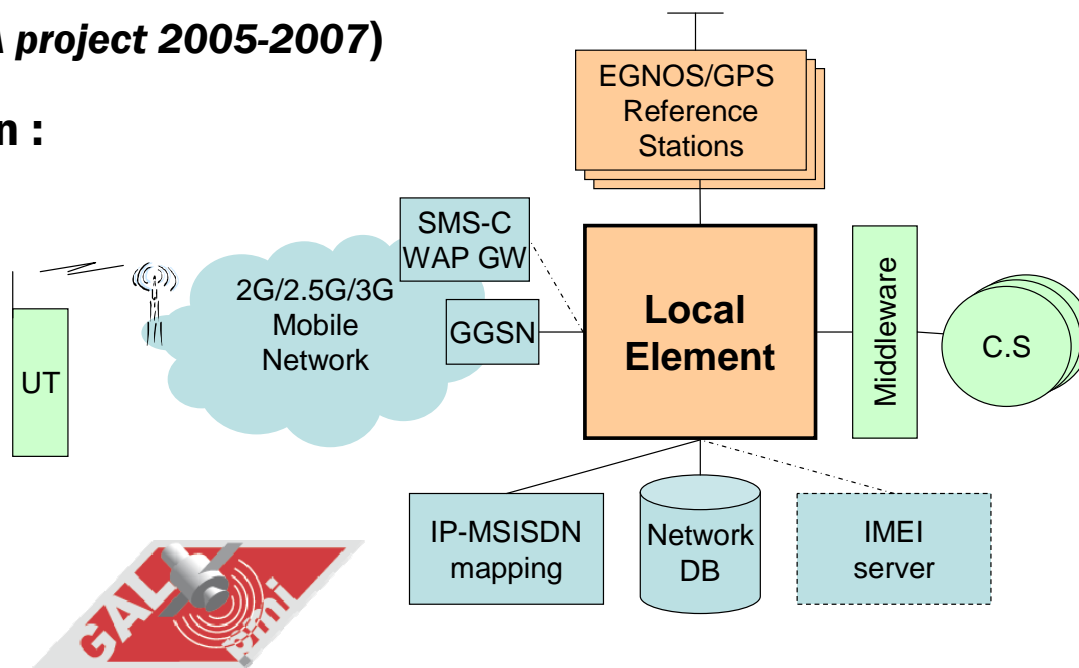 A project 2005-2007)
n :
EGNOS/GPS
Reference
Stations
SMS-C
WAP GW
2G/2.5G/3G
Mobile
Network
GGSN
UT
Local
Element
Middleware
C.S
IP-MSISDN
mapping
Network
DB
IMEI
server
GAL